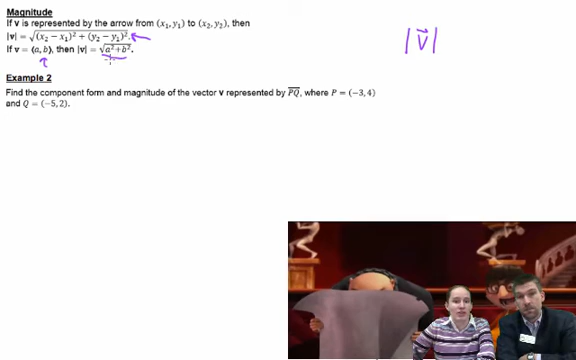 Magnitude
If v is represented by the arrow from (x₁, y₁) to (x₂, y₂), then
|v| = √(x₂ − x₁)² + (y₂ − y₁)².
If v = ⟨a, b⟩, then |v| = √a² + b².
|v⃗|
Example 2
Find the component form and magnitude of the vector v represented by P⃗Q⃗, where P = (−3, 4)
and Q = (−5, 2).